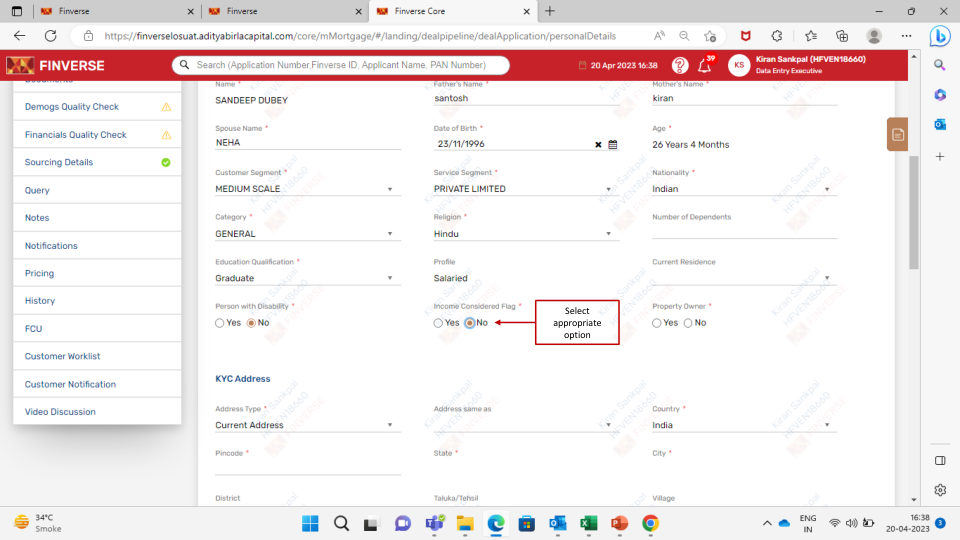 Finverse
Finverse
Finverse Core
https://finverselosuat.adityabirlacapital.com/core/mMortgage/#/landing/dealpipeline/dealApplication/personalDetails
FINVERSE
Search (Application Number,Finverse ID, Applicant Name, PAN Number)
20 Apr 2023 16:38
39
KS
Kiran Sankpal (HFVEN18660)
Data Entry Executive
Documents
Demogs Quality Check
Financials Quality Check
Sourcing Details
Query
Notes
Notifications
Pricing
History
FCU
Customer Worklist
Customer Notification
Video Discussion
Name * Father's Name * Mother's Name *
SANDEEP DUBEY santosh kiran
Spouse Name * Date of Birth * Age *
NEHA 23/11/1996 26 Years 4 Months
Customer Segment * Service Segment * Nationality *
MEDIUM SCALE PRIVATE LIMITED Indian
Category * Religion * Number of Dependents
GENERAL Hindu
Education Qualification * Profile Current Residence
Graduate Salaried
Person with Disability * Income Considered Flag * Property Owner *
Yes No Yes No Yes No
Select
appropriate
option
KYC Address
Address Type * Address same as Country *
Current Address India
Pincode * State * City *
District Taluka/Tehsil Village
Kiran Sankpal
HFVEN18660
FINVERSE
34°C
Smoke
ENG
IN
16:38
20-04-2023
3